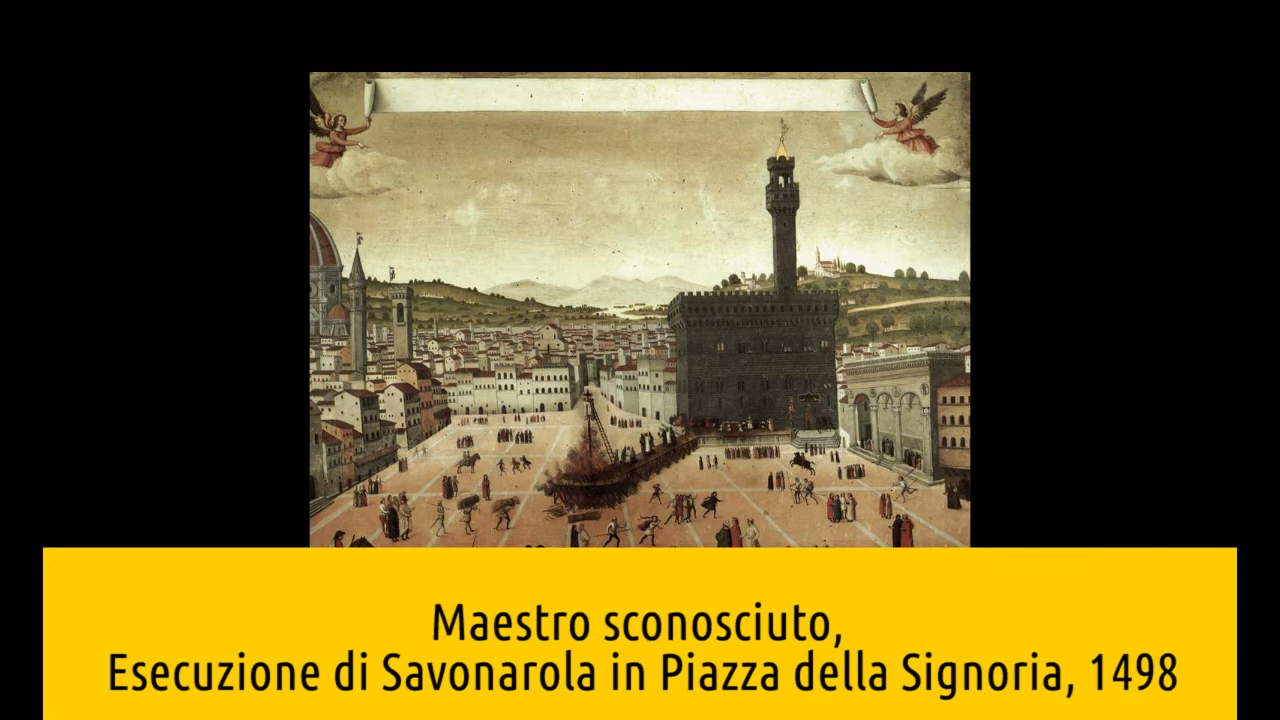 Maestro sconosciuto,
Esecuzione di Savonarola in Piazza della Signoria, 1498